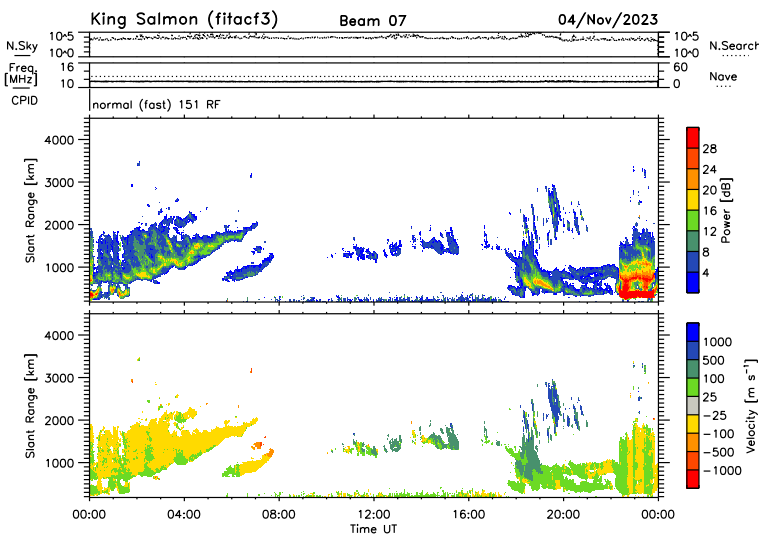 King Salmon (fitacf3) Beam 07 04/Nov/2023
N.Sky 10^5 10^0 10^5 10^0 N.Search
Freq [MHz] 16 10 60 0 Nave
CPID normal (fast) 151 RF
Slant Range [km] 4000 3000 2000 1000
Power [dB] 28 24 20 16 12 8 4
Slant Range [km] 4000 3000 2000 1000
Velocity [m s⁻¹] 1000 500 100 25 −25 −100 −500 −1000
00:00 04:00 08:00 12:00 16:00 20:00 00:00
Time UT